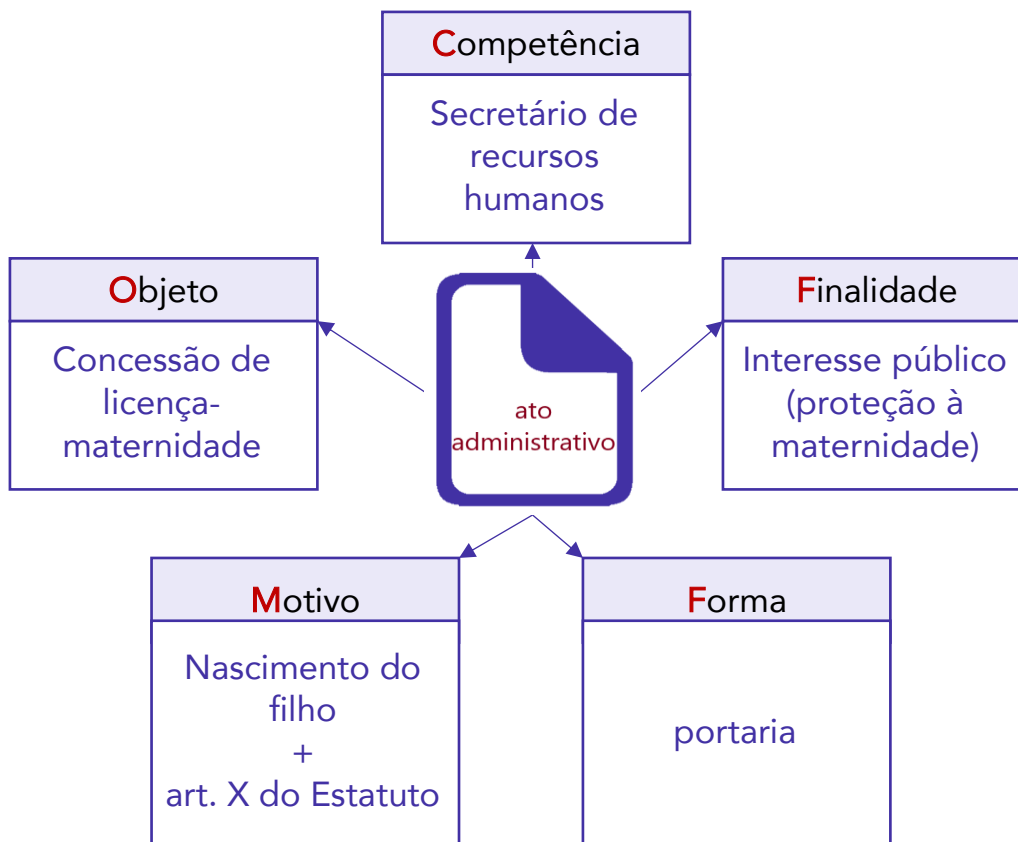 Competência
Secretário de
recursos
humanos
Objeto
Concessão de
licença-
maternidade
ato
administrativo
Finalidade
Interesse público
(proteção à
maternidade)
Motivo
Nascimento do
filho
+
art. X do Estatuto
Forma
portaria